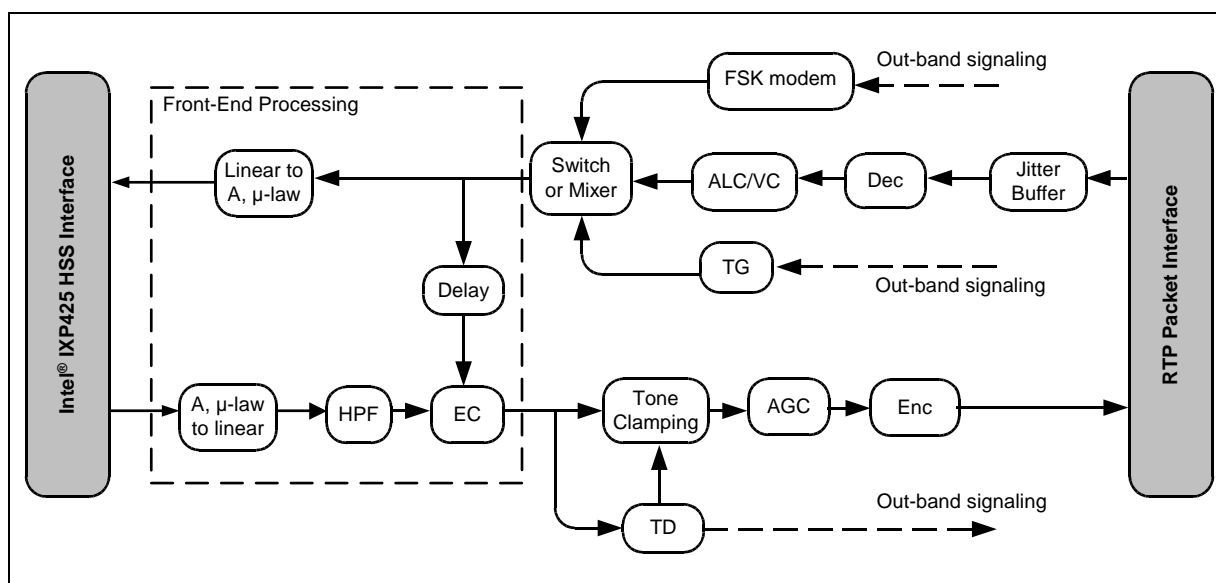 Out-band signaling
FSK modem
Front-End Processing
Intel® IXP425 HSS Interface
Linear to
A, µ-law
Switch
or Mixer
ALC/VC
Dec
Jitter
Buffer
RTP Packet Interface
TG
Out-band signaling
Delay
A, µ-law
to linear
HPF
EC
Tone
Clamping
AGC
Enc
Out-band signaling
TD